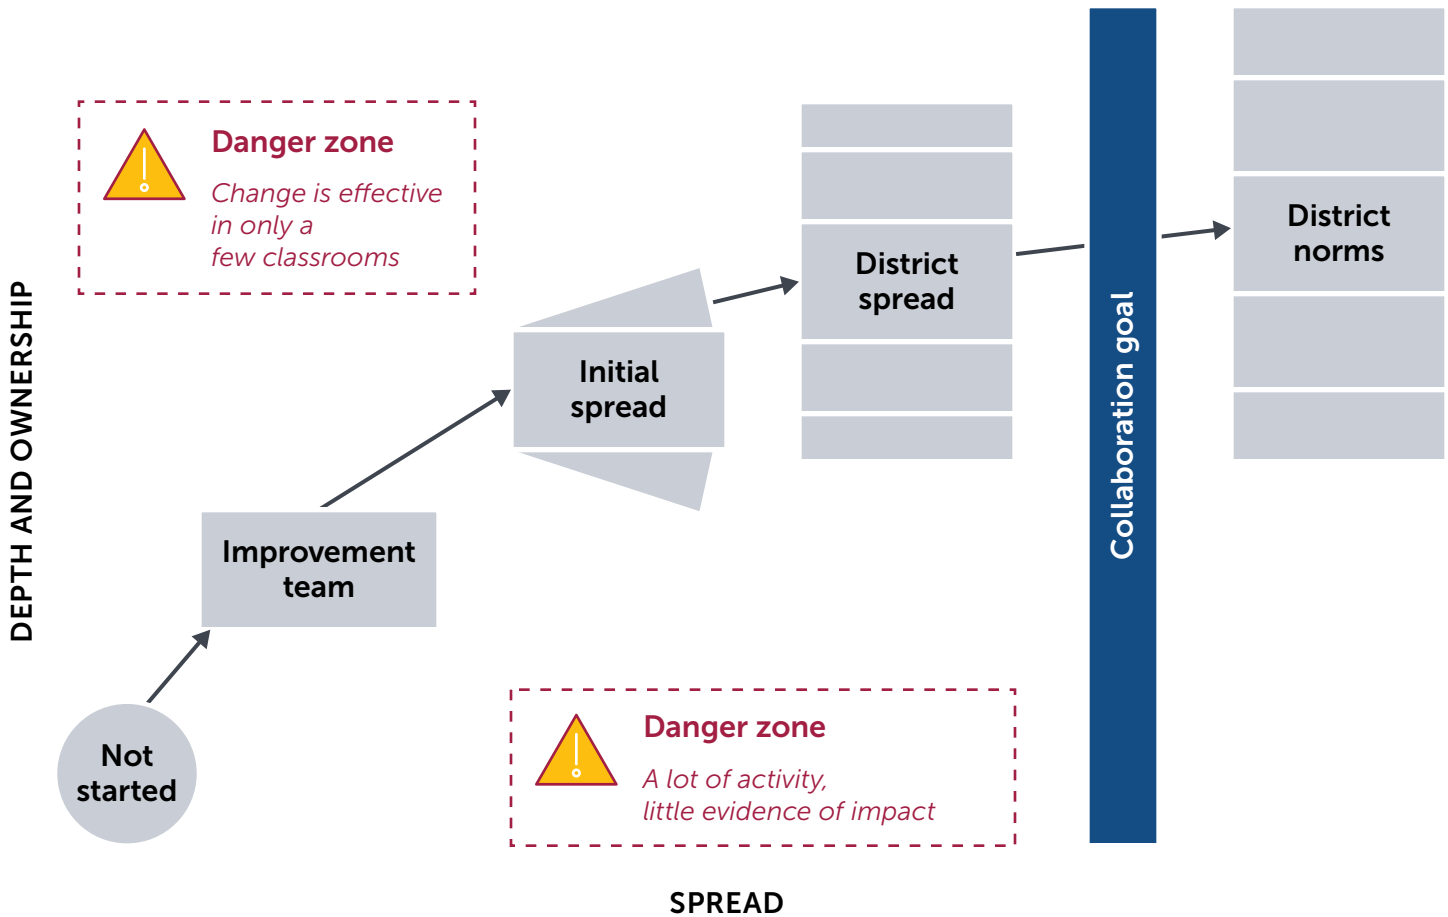 Danger zone
Change is effective
in only a
few classrooms
DEPTH AND OWNERSHIP
Not
started
Improvement
team
Initial
spread
District
spread
Collaboration goal
District
norms
Danger zone
A lot of activity,
little evidence of impact
SPREAD